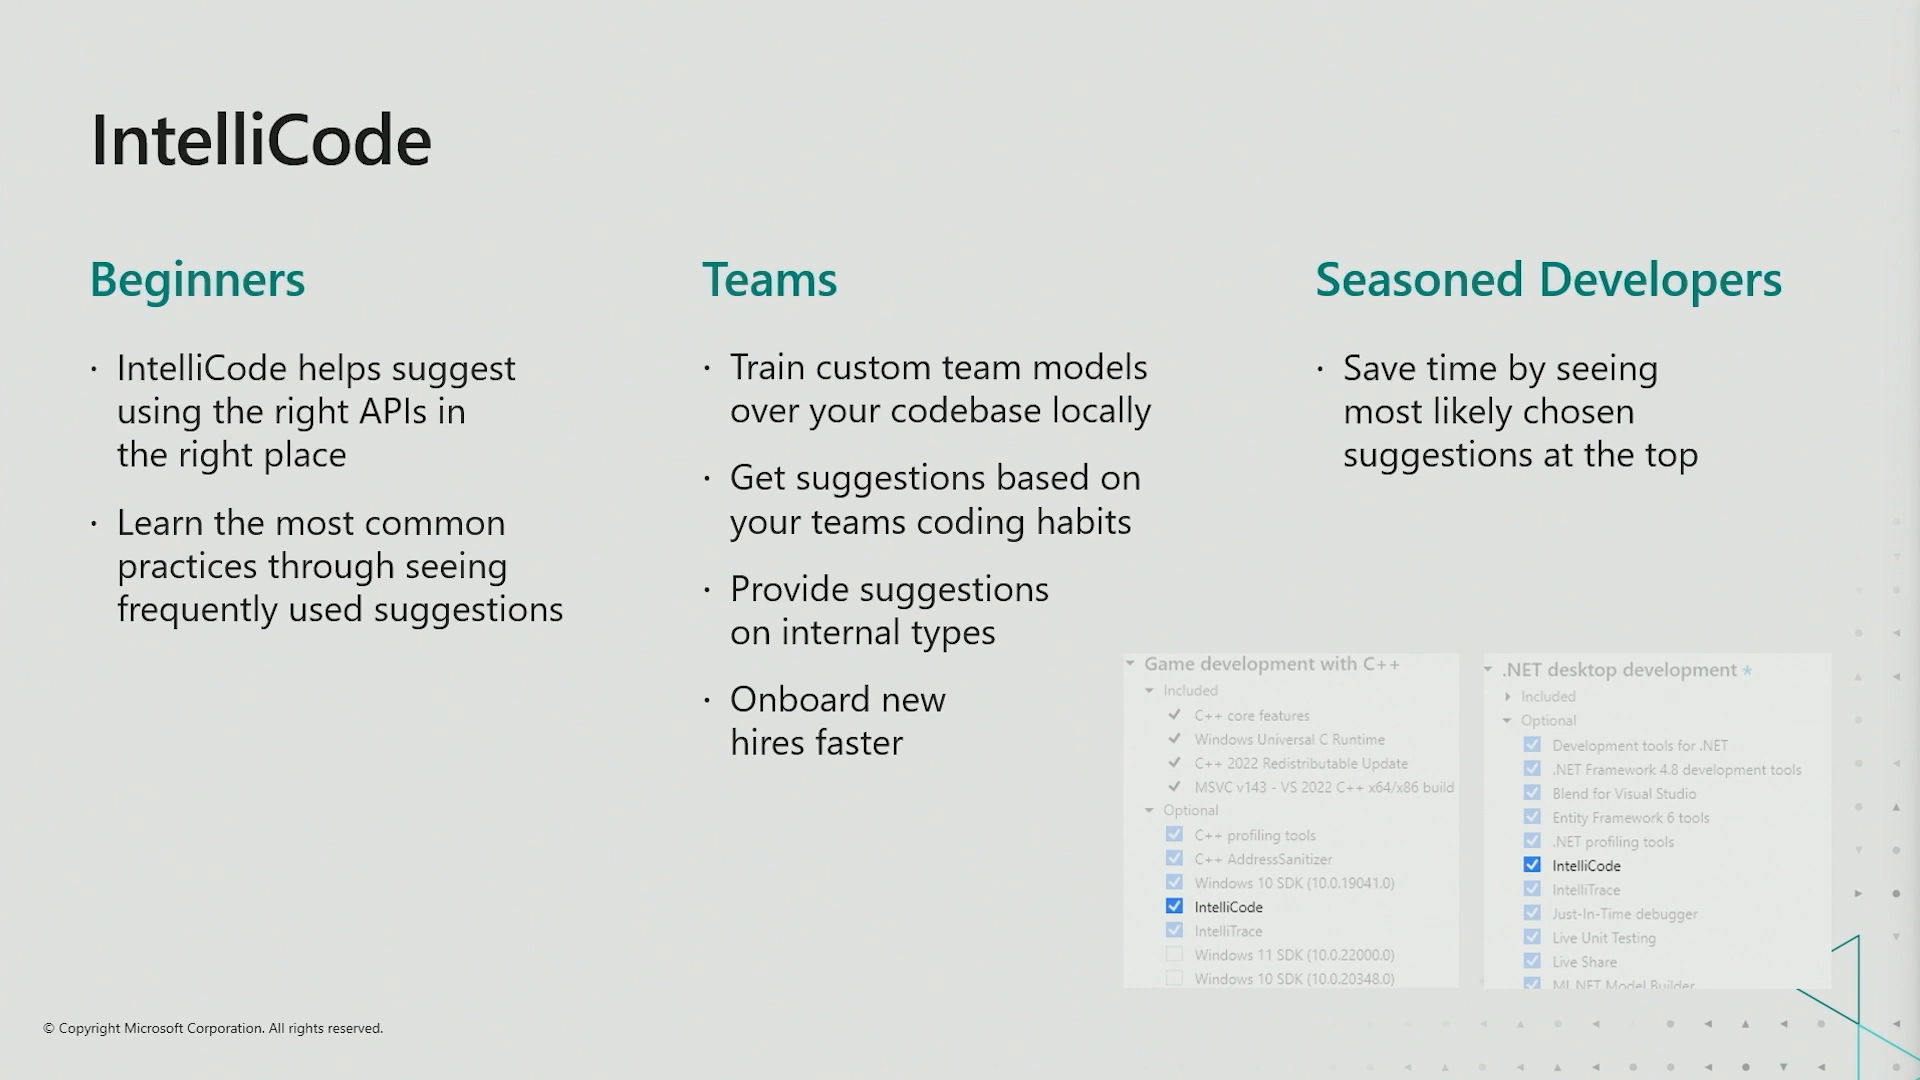 IntelliCode
Beginners
· IntelliCode helps suggest
using the right APIs in
the right place
· Learn the most common
practices through seeing
frequently used suggestions
Teams
· Train custom team models
over your codebase locally
· Get suggestions based on
your teams coding habits
· Provide suggestions
on internal types
· Onboard new
hires faster
Seasoned Developers
· Save time by seeing
most likely chosen
suggestions at the top
Game development with C++
Included
C++ core features
Windows Universal C Runtime
C++ 2022 Redistributable Update
MSVC v143 - VS 2022 C++ x64/x86 build
Optional
C++ profiling tools
C++ AddressSanitizer
Windows 10 SDK (10.0.19041.0)
IntelliCode
IntelliTrace
Windows 11 SDK (10.0.22000.0)
Windows 10 SDK (10.0.20348.0)
.NET desktop development *
Included
Optional
Development tools for .NET
.NET Framework 4.8 development tools
Blend for Visual Studio
Entity Framework 6 tools
.NET profiling tools
IntelliCode
IntelliTrace
Just-In-Time debugger
Live Unit Testing
Live Share
ML.NET Model Builder
© Copyright Microsoft Corporation. All rights reserved.